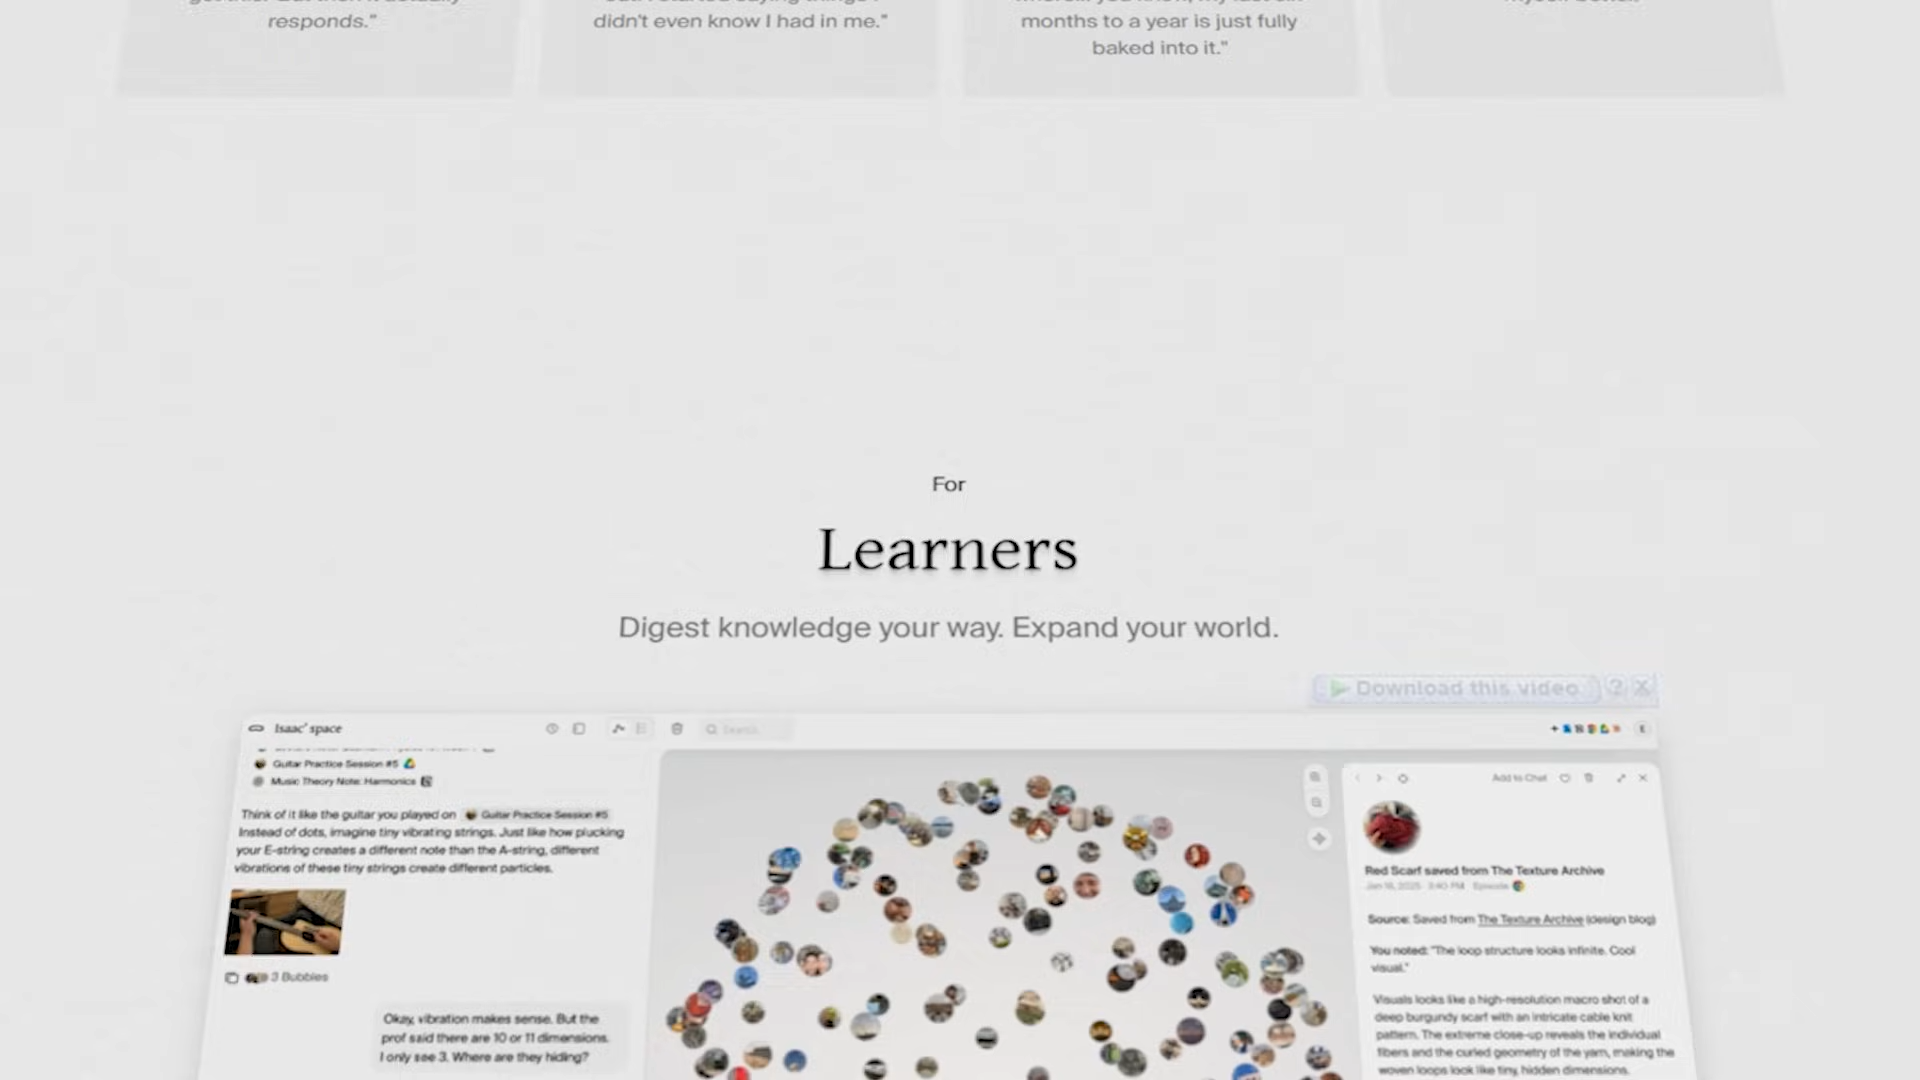 responds."
didn't even know I had in me."
months to a year is just fully
baked into it."
For
Learners
Digest knowledge your way. Expand your world.
Download this video ? X
Isaac' space
Search
Guitar Practice Session #5
Music Theory Note: Harmonics
Think of it like the guitar you played on Guitar Practice Session #5
Instead of dots, imagine tiny vibrating strings. Just like how plucking
your E-string creates a different note than the A-string, different
vibrations of these tiny strings create different particles.
3 Bubbles
Okay, vibration makes sense. But the
prof said there are 10 or 11 dimensions.
I only see 3. Where are they hiding?
Add to Chat
Red Scarf saved from The Texture Archive
Jan 16, 2025 · 3:40 PM · Episode
Source: Saved from The Texture Archive (design blog)
You noted: "The loop structure looks infinite. Cool
visual."
Visuals looks like a high-resolution macro shot of a
deep burgundy scarf with an intricate cable knit
pattern. The extreme close-up reveals the individual
fibers and the curled geometry of the yarn, making the
woven loops look like tiny, hidden dimensions.